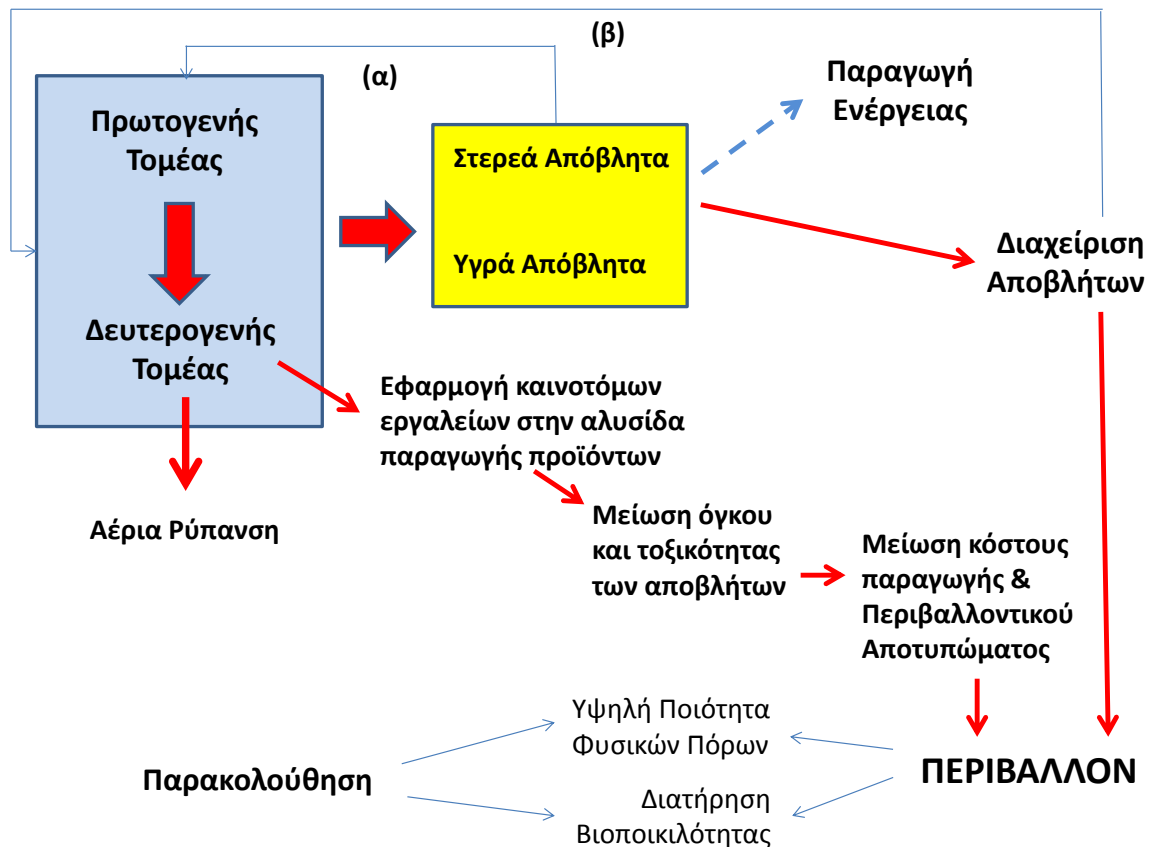 (β)
(α)
Παραγωγή
Ενέργειας
Πρωτογενής
Τομέας
Στερεά Απόβλητα
Υγρά Απόβλητα
Διαχείριση
Αποβλήτων
Δευτερογενής
Τομέας
Εφαρμογή καινοτόμων
εργαλείων στην αλυσίδα
παραγωγής προϊόντων
Αέρια Ρύπανση
Μείωση όγκου
και τοξικότητας
των αποβλήτων
Μείωση κόστους
παραγωγής &
Περιβαλλοντικού
Αποτυπώματος
Υψηλή Ποιότητα
Φυσικών Πόρων
Παρακολούθηση
ΠΕΡΙΒΑΛΛΟΝ
Διατήρηση
Βιοποικιλότητας